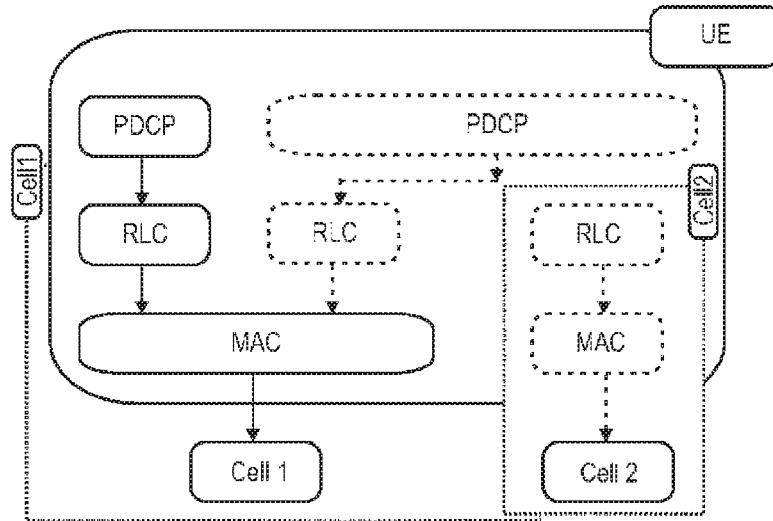 UE
PDCP
PDCP
Cell1
Cell2
RLC
RLC
RLC
MAC
MAC
Cell 1
Cell 2